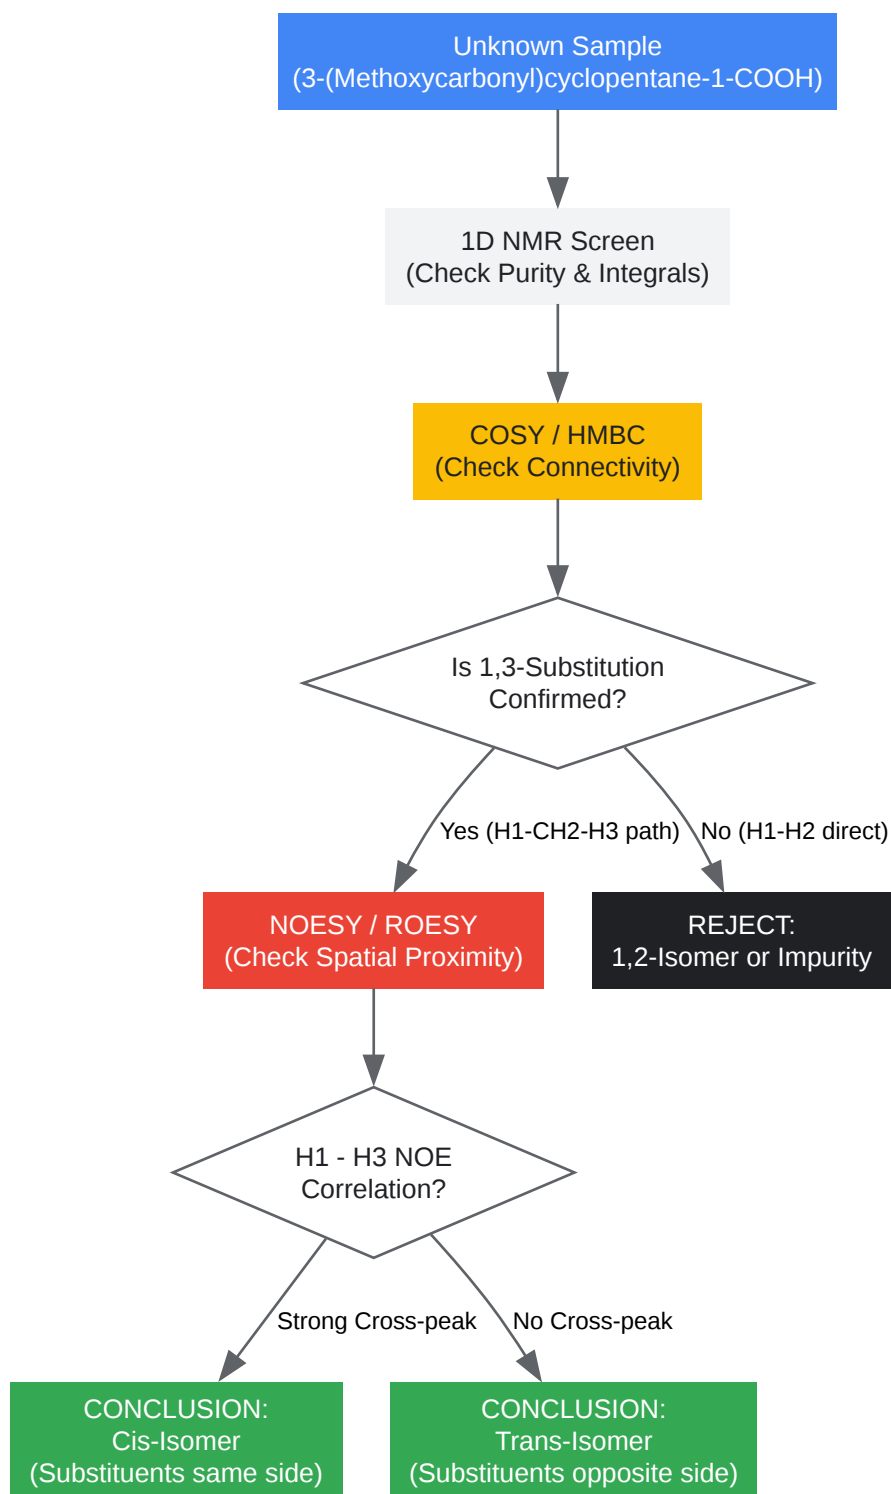 Unknown Sample
(3-(Methoxycarbonyl)cyclopentane-1-COOH)
1D NMR Screen
(Check Purity & Integrals)
COSY / HMBC
(Check Connectivity)
Is 1,3-Substitution
Confirmed?
Yes (H1-CH2-H3 path)
No (H1-H2 direct)
NOESY / ROESY
(Check Spatial Proximity)
REJECT:
1,2-Isomer or Impurity
H1 - H3 NOE
Correlation?
Strong Cross-peak
No Cross-peak
CONCLUSION:
Cis-Isomer
(Substituents same side)
CONCLUSION:
Trans-Isomer
(Substituents opposite side)